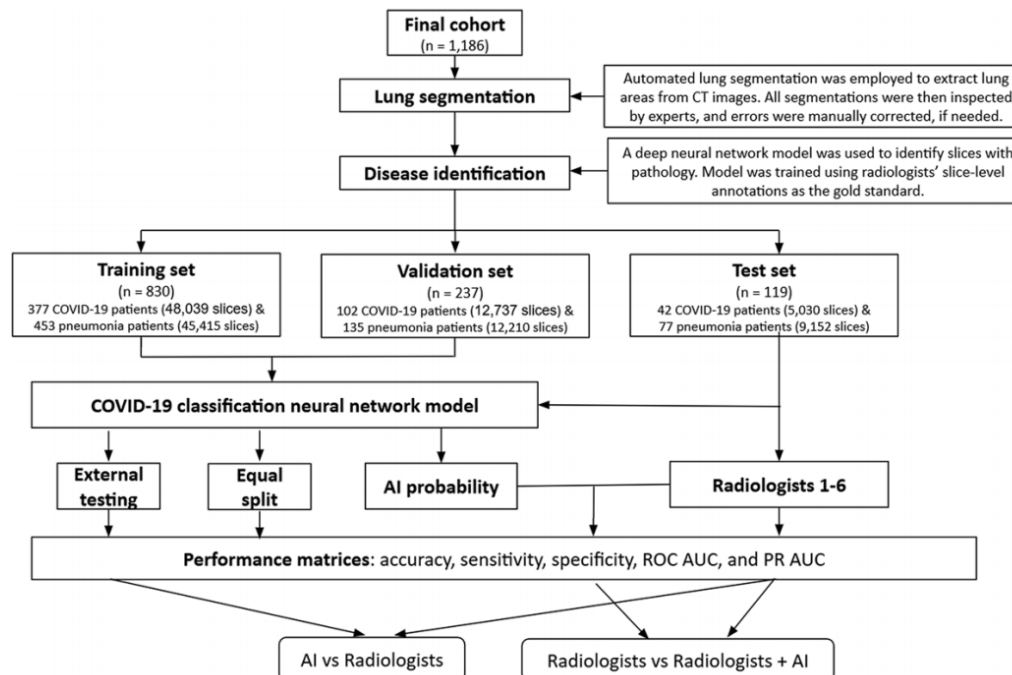 Final cohort
(n = 1,186)
Lung segmentation
Automated lung segmentation was employed to extract lung
areas from CT images. All segmentations were then inspected
by experts, and errors were manually corrected, if needed.
Disease identification
A deep neural network model was used to identify slices with
pathology. Model was trained using radiologists' slice-level
annotations as the gold standard.
Training set
(n = 830)
377 COVID-19 patients (48,039 slices) &
453 pneumonia patients (45,415 slices)
Validation set
(n = 237)
102 COVID-19 patients (12,737 slices) &
135 pneumonia patients (12,210 slices)
Test set
(n = 119)
42 COVID-19 patients (5,030 slices) &
77 pneumonia patients (9,152 slices)
COVID-19 classification neural network model
External
testing
Equal
split
AI probability
Radiologists 1-6
Performance matrices: accuracy, sensitivity, specificity, ROC AUC, and PR AUC
AI vs Radiologists
Radiologists vs Radiologists + AI